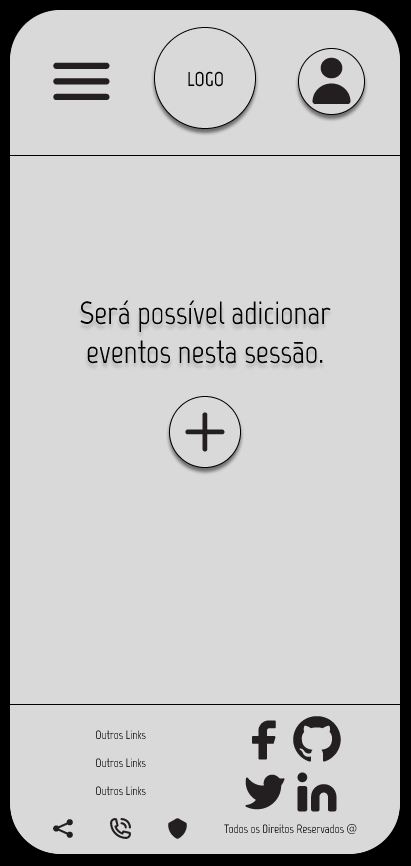 LOGO
Será possível adicionar
eventos nesta sessão.
Outros Links
Outros Links
Outros Links
Todos os Direitos Reservados @